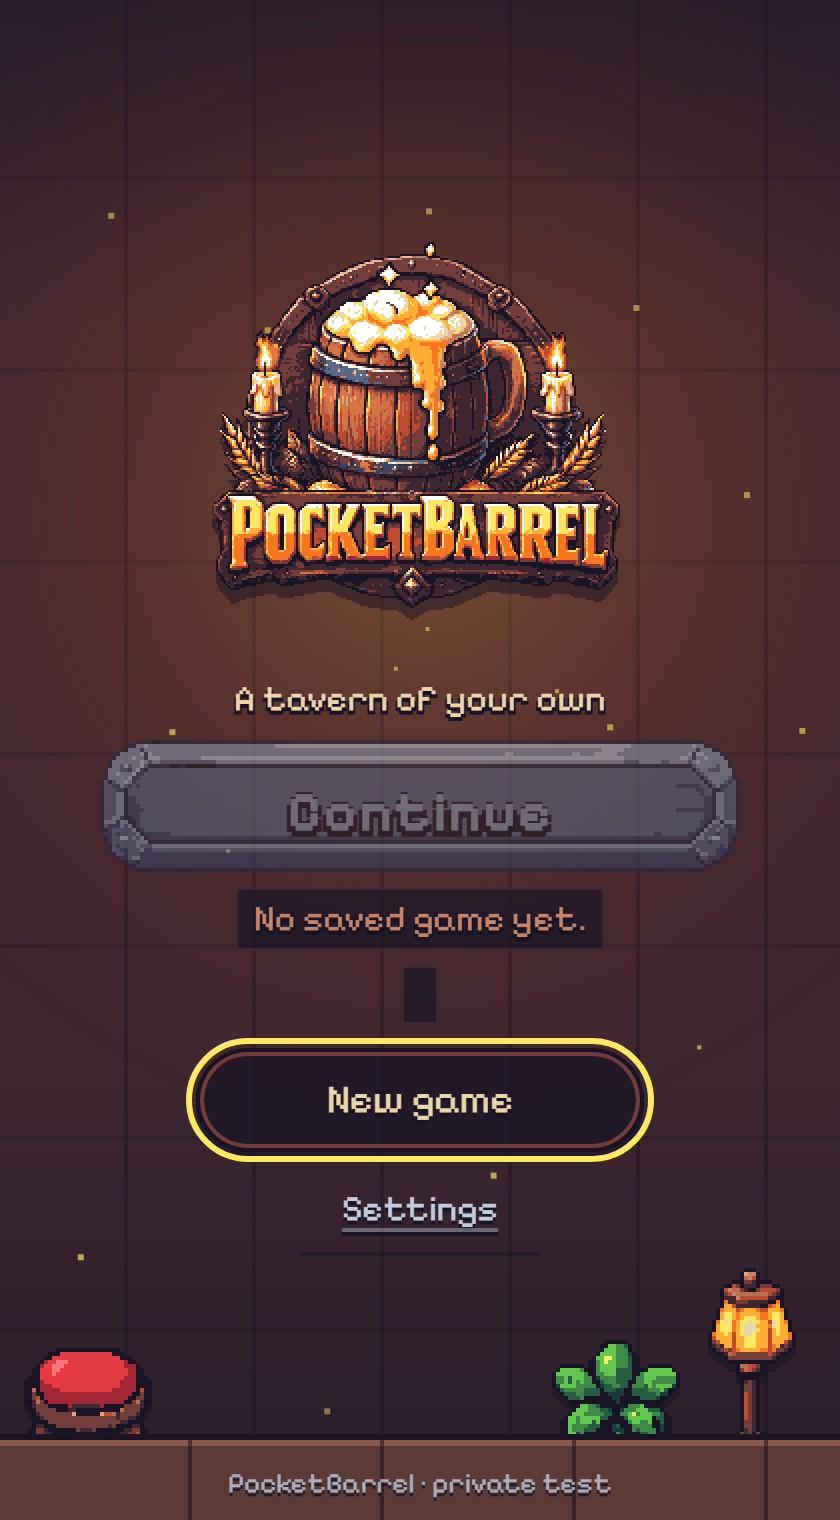 PocketBarrel
A tavern of your own
Continue
No saved game yet.
New game
Settings
PocketBarrel · private test